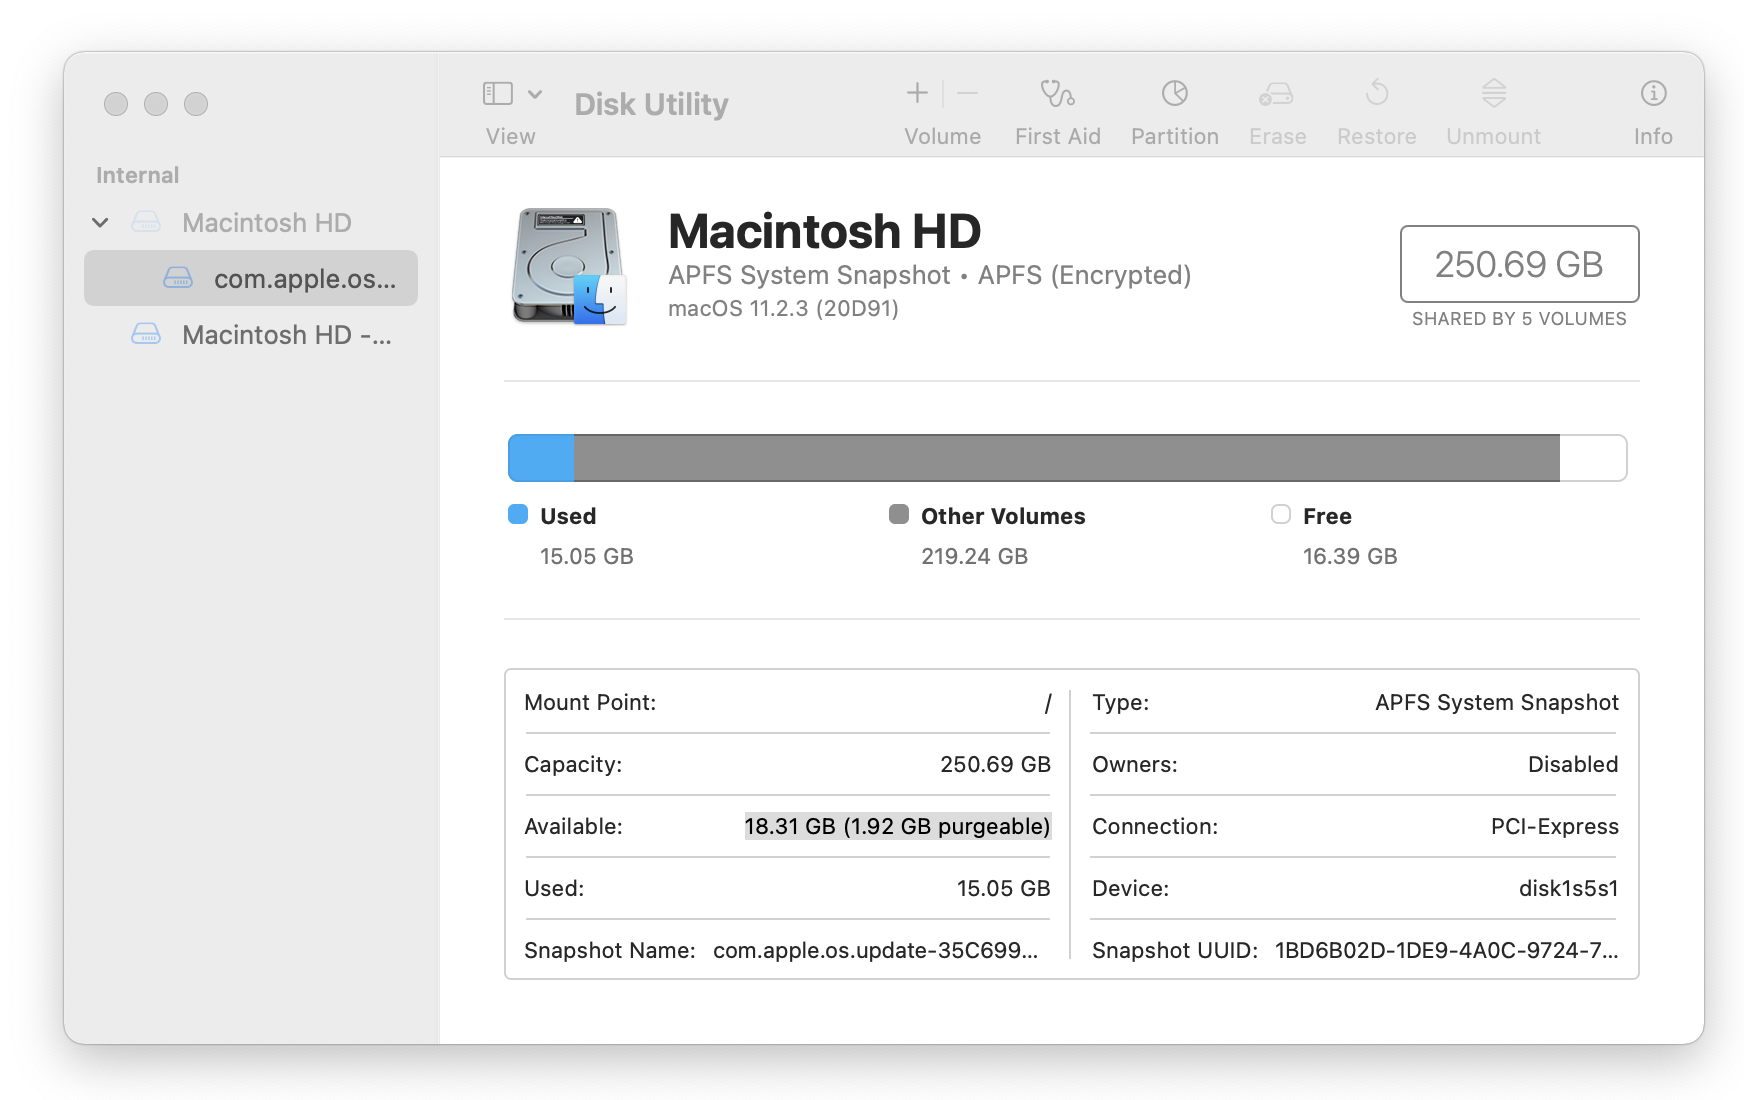 View
Disk Utility
Volume
First Aid
Partition
Erase
Restore
Unmount
Info
Internal
Macintosh HD
com.apple.os...
Macintosh HD -...
Macintosh HD
APFS System Snapshot • APFS (Encrypted)
macOS 11.2.3 (20D91)
250.69 GB
SHARED BY 5 VOLUMES
Used
15.05 GB
Other Volumes
219.24 GB
Free
16.39 GB
Mount Point: /
Capacity: 250.69 GB
Available: 18.31 GB (1.92 GB purgeable)
Used: 15.05 GB
Snapshot Name: com.apple.os.update-35C699...
Type: APFS System Snapshot
Owners: Disabled
Connection: PCI-Express
Device: disk1s5s1
Snapshot UUID: 1BD6B02D-1DE9-4A0C-9724-7...